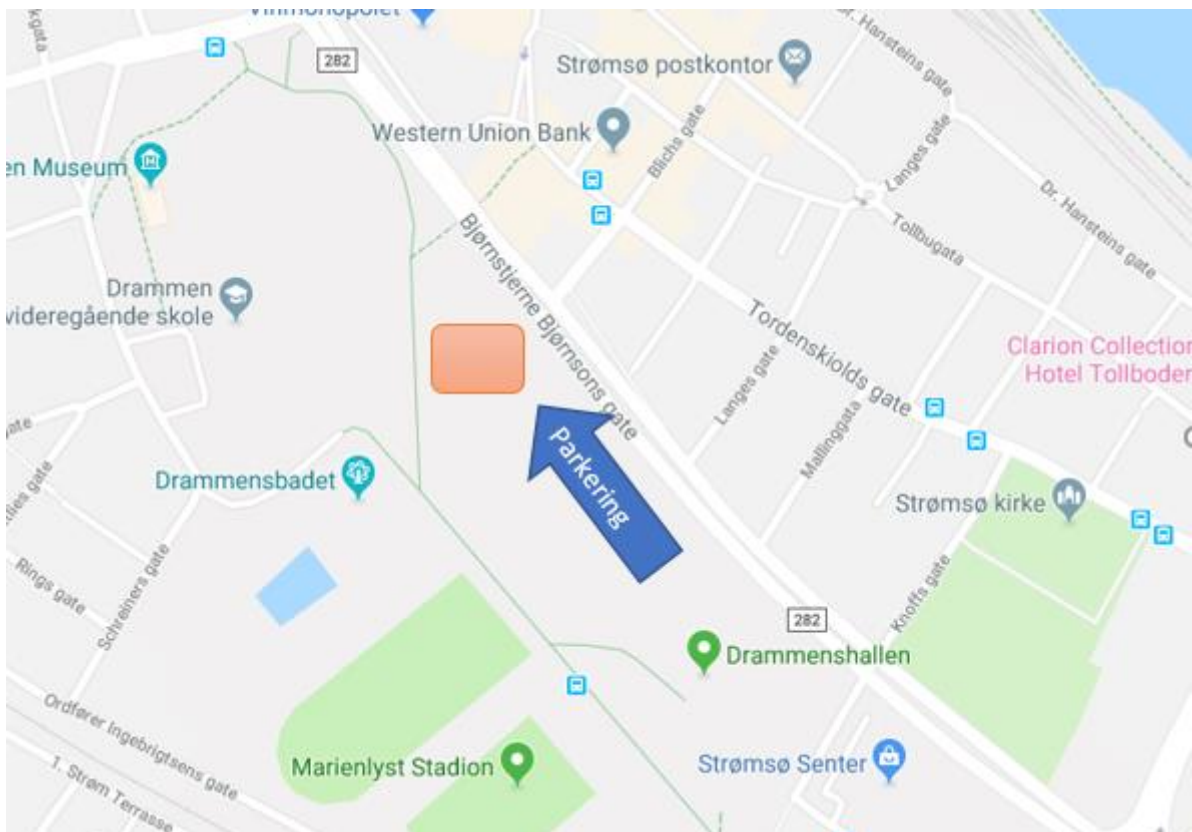 Vinmonopolet
kgata
282
Dr. Hansteins gate
Strømsø postkontor
Western Union Bank
Blichs gate
Langes gate
en Museum
Dr. Hansteins gate
Tollbugata
Bjørnstjerne Bjørnsons gate
Drammen
videregående skole
Tordenskiolds gate
Clarion Collection
Hotel Tollboden
Langes gate
Mallinggata
ate
Parkering
Drammensbadet
Strømsø kirke
Rings gate
Schreiners gate
Knoffs gate
282
Drammenshallen
Ordfører Ingebrigtsens gate
Marienlyst Stadion
Strømsø Senter
1. Strøm Terrasse